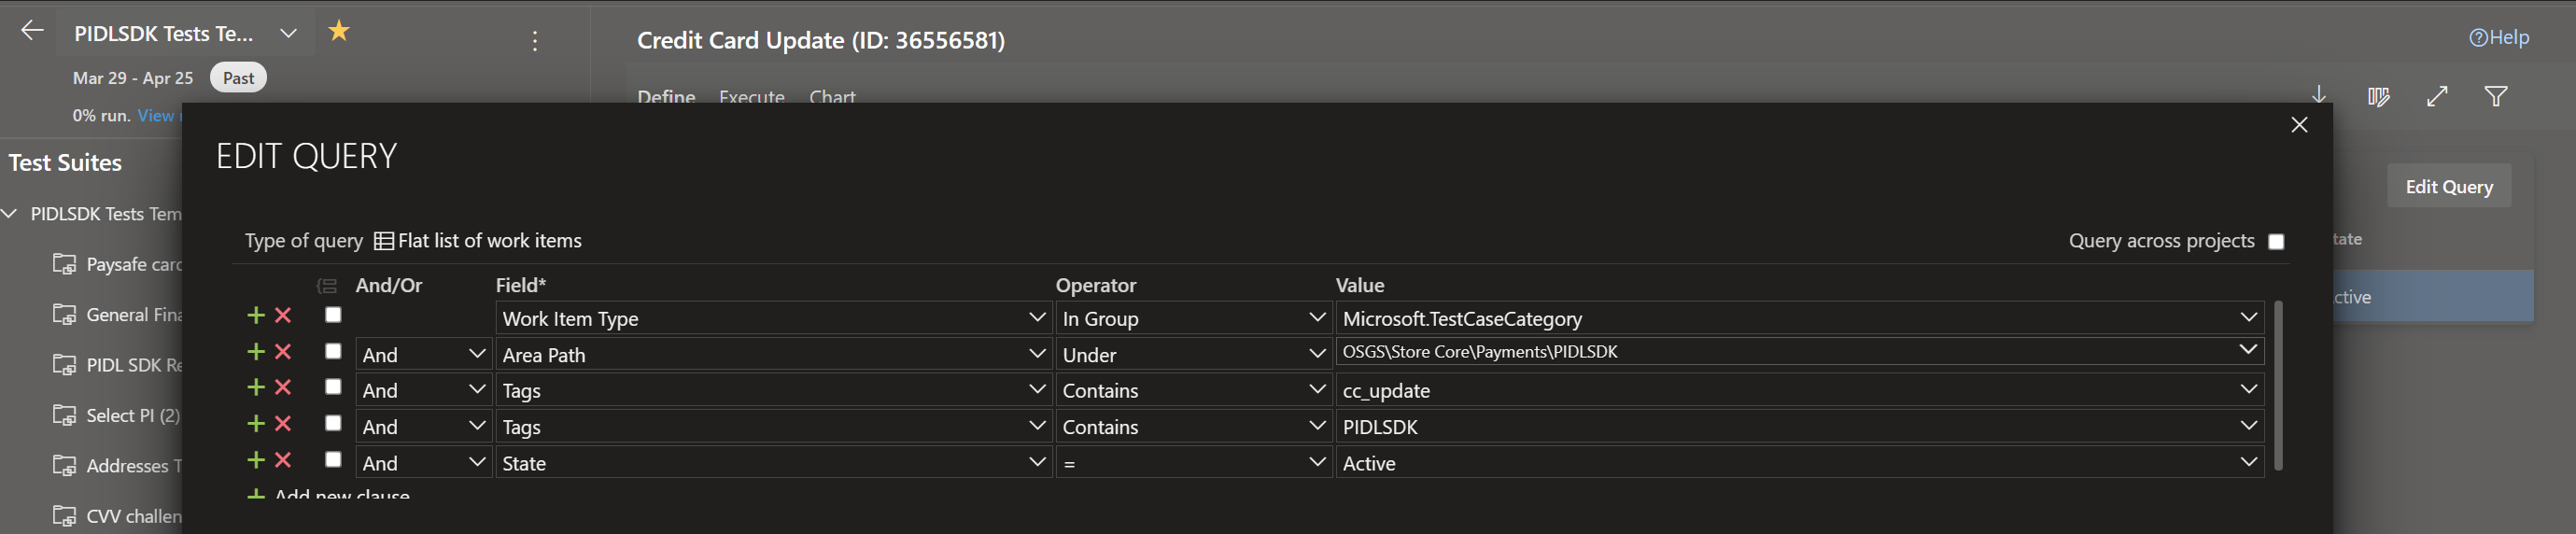 PIDLSDK Tests Te...
Mar 29 - Apr 25 Past
0% run. View
Test Suites
PIDLSDK Tests Tem
Paysafe card
General Fina
PIDL SDK Re
Select PI (2)
Addresses T
CVV challen
Credit Card Update (ID: 36556581)
Help
Define Execute Chart
Edit Query
tate
ctive
EDIT QUERY
Type of query Flat list of work items
Query across projects
And/Or Field* Operator Value
Work Item Type In Group Microsoft.TestCaseCategory
And Area Path Under OSGS\Store Core\Payments\PIDLSDK
And Tags Contains cc_update
And Tags Contains PIDLSDK
And State = Active
Add new clause